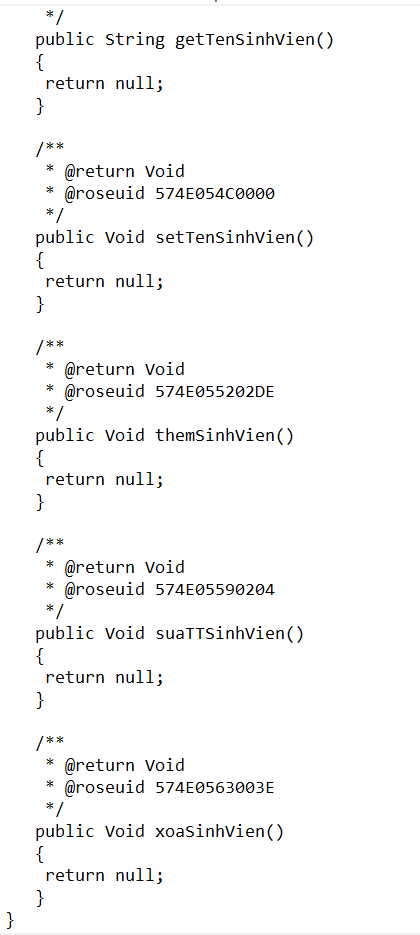 */
public String getTenSinhVien()
{
return null;
}
/**
* @return Void
* @roseuid 574E054C0000
*/
public Void setTenSinhVien()
{
return null;
}
/**
* @return Void
* @roseuid 574E055202DE
*/
public Void themSinhVien()
{
return null;
}
/**
* @return Void
* @roseuid 574E05590204
*/
public Void suaTTSinhVien()
{
return null;
}
/**
* @return Void
* @roseuid 574E0563003E
*/
public Void xoaSinhVien()
{
return null;
}
}